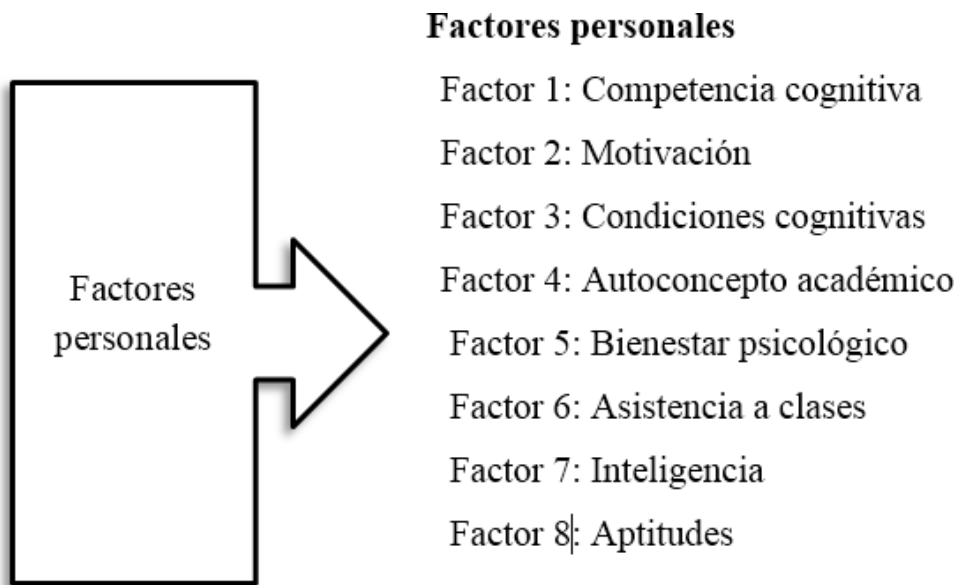 Factores personales
Factor 1: Competencia cognitiva
Factor 2: Motivación
Factor 3: Condiciones cognitivas
Factor 4: Autoconcepto académico
Factor 5: Bienestar psicológico
Factor 6: Asistencia a clases
Factor 7: Inteligencia
Factor 8: Aptitudes
Factores
personales